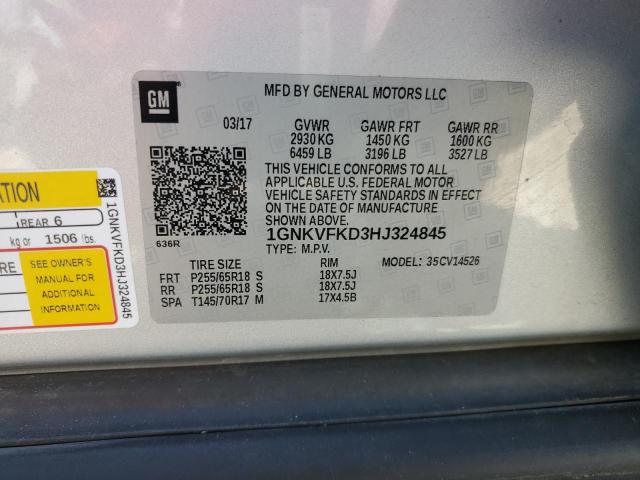 GM
MFD BY GENERAL MOTORS LLC
03/17 GVWR GAWR FRT GAWR RR
2930 KG 1450 KG 1600 KG
6459 LB 3196 LB 3527 LB
THIS VEHICLE CONFORMS TO ALL
APPLICABLE U.S. FEDERAL MOTOR
VEHICLE SAFETY STANDARDS IN EFFECT
ON THE DATE OF MANUFACTURE
SHOWN ABOVE.
636R 1GNKVFKD3HJ324845
TYPE: M.P.V. MODEL: 35CV14526
TIRE SIZE RIM
FRT P255/65R18 S 18X7.5J
RR P255/65R18 S 18X7.5J
SPA T145/70R17 M 17X4.5B
REAR 6
kg or 1506 lbs.
SEE OWNER'S
MANUAL FOR
ADDITIONAL
INFORMATION
1GNKVFKD3HJ324845